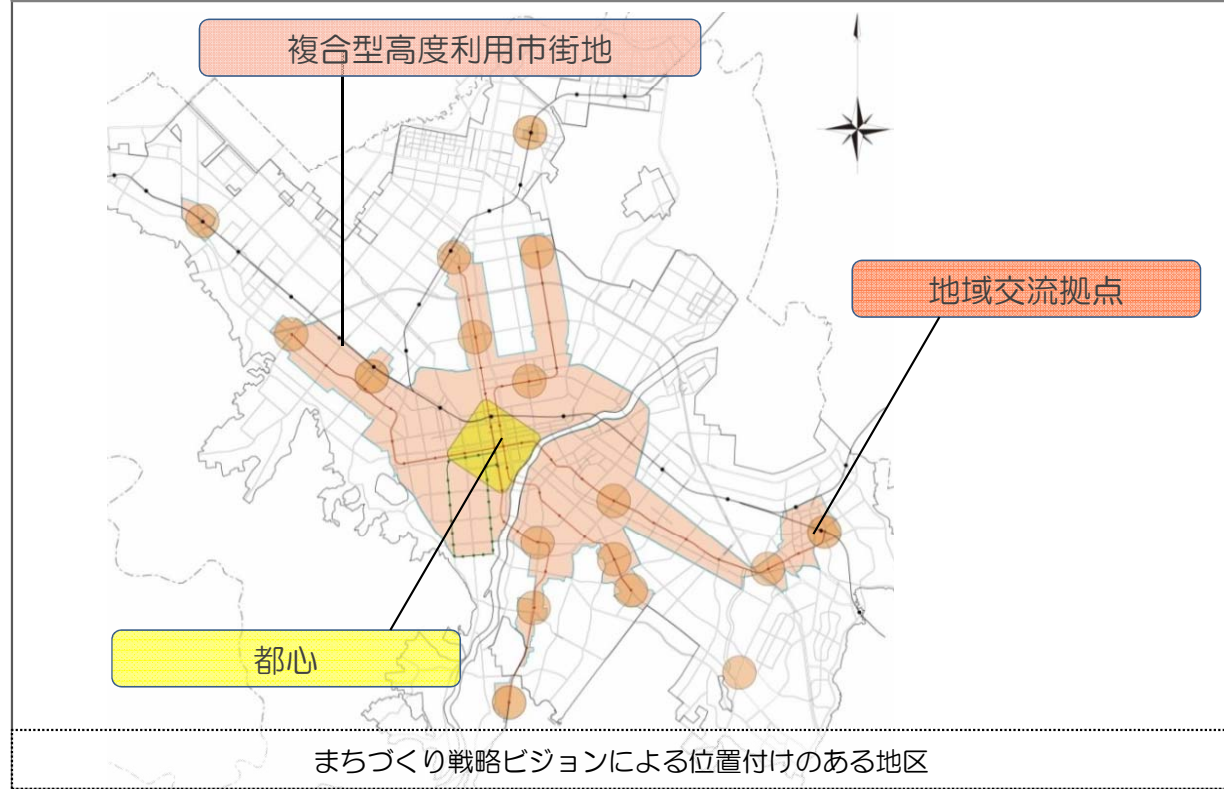 複合型高度利用市街地
地域交流拠点
都心
まちづくり戦略ビジョンによる位置付けのある地区